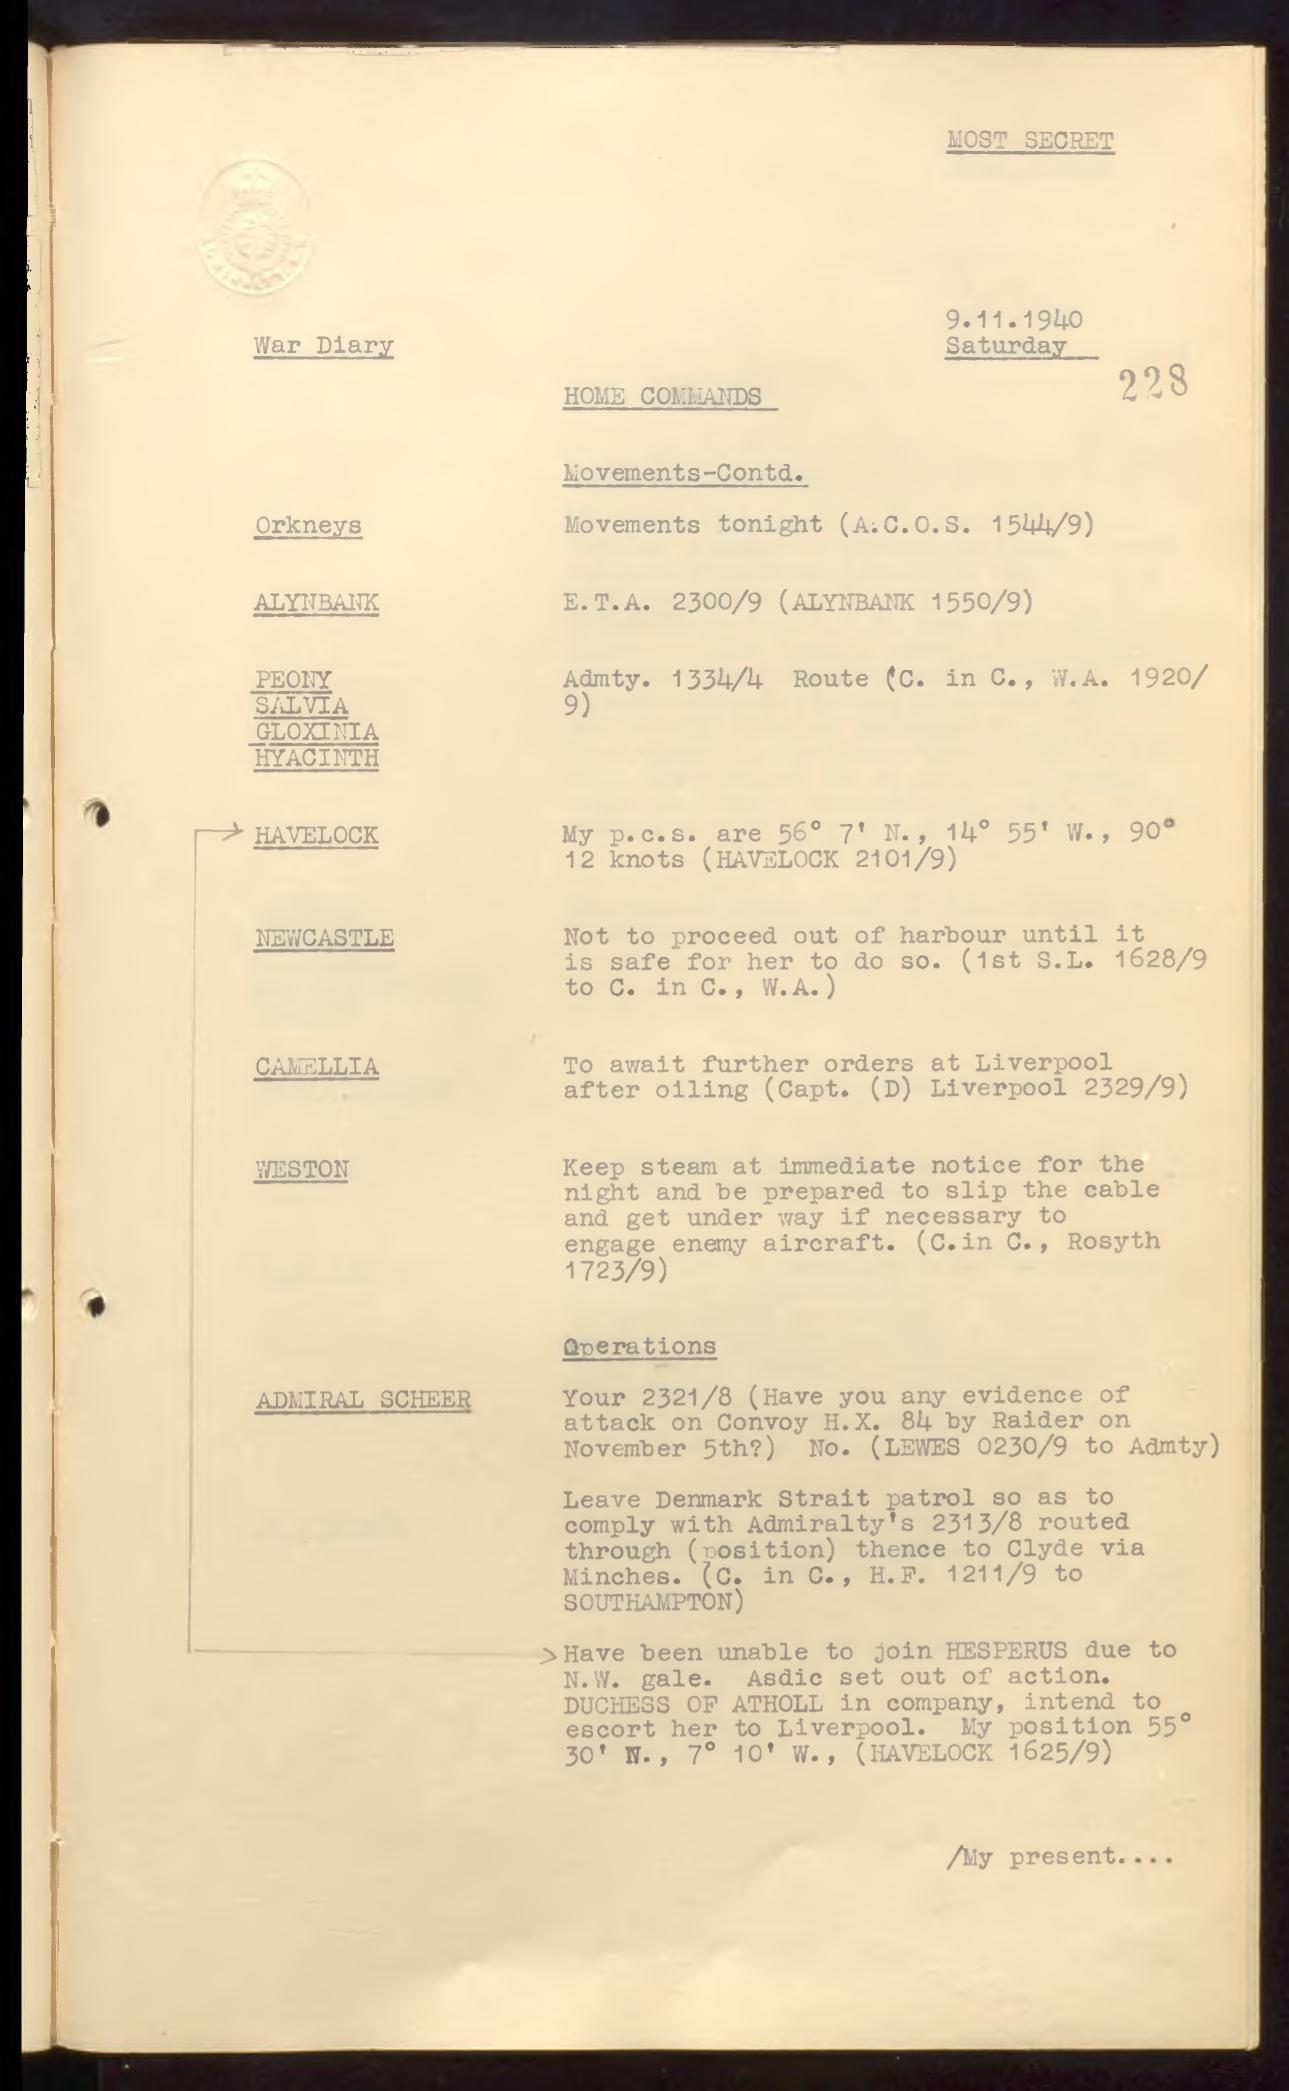 MOST SECRET
9.11.1940
War Diary
Saturday
228
HOME COMMANDS
Movements-Contd.
Orkneys
Movements tonight (A.C.O.S. 1544/9)
ALYNBANK
E.T.A. 2300/9 (ALYNBANK 1550/9)
PEONY
SALVIA
GLOXINIA
HYACINTH
Admty. 1334/4 Route (C. in C., W.A. 1920/
9)
HAVELOCK
My p.c.s. are 56° 7' N., 14° 55' W., 90°
12 knots (HAVELOCK 2101/9)
NEWCASTLE
Not to proceed out of harbour until it
is safe for her to do so. (1st S.L. 1628/9
to C. in C., W.A.)
CAMELLIA
To await further orders at Liverpool
after oiling (Capt. (D) Liverpool 2329/9)
WESTON
Keep steam at immediate notice for the
night and be prepared to slip the cable
and get under way if necessary to
engage enemy aircraft. (C.in C., Rosyth
1723/9)
Operations
ADMIRAL SCHEER
Your 2321/8 (Have you any evidence of
attack on Convoy H.X. 84 by Raider on
November 5th?) No. (LEWES 0230/9 to Admty)
Leave Denmark Strait patrol so as to
comply with Admiralty's 2313/8 routed
through (position) thence to Clyde via
Minches. (C. in C., H.F. 1211/9 to
SOUTHAMPTON)
Have been unable to join HESPERUS due to
N.W. gale. Asdic set out of action.
DUCHESS OF ATHOLL in company, intend to
escort her to Liverpool. My position 55°
30' N., 7° 10' W., (HAVELOCK 1625/9)
/My present....